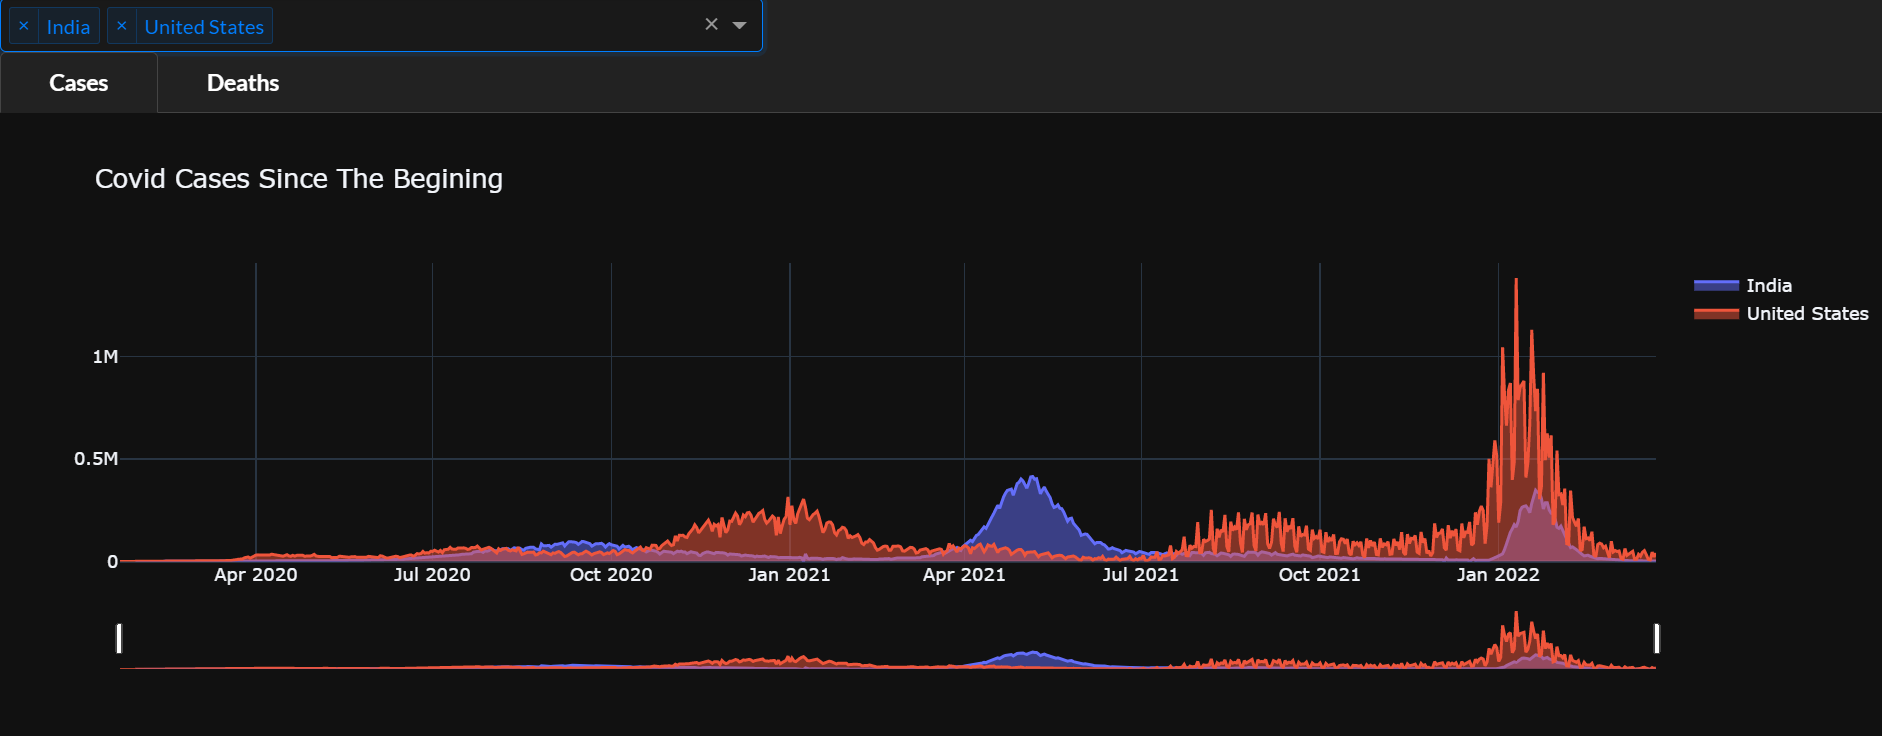 × India × United States
Cases Deaths
Covid Cases Since The Begining
India
United States
1M
0.5M
0
Apr 2020 Jul 2020 Oct 2020 Jan 2021 Apr 2021 Jul 2021 Oct 2021 Jan 2022